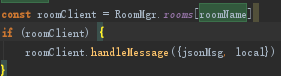 const roomClient = RoomMgr.rooms[roomName]
if (roomClient) {
roomClient.handleMessage({jsonMsg, local})